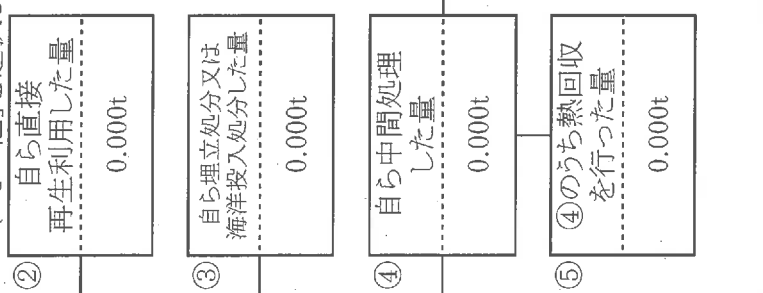 ②
自ら直接
再生利用した量
0.000t
③
自ら埋立処分又は
海洋投入処分した量
0.000t
④
自ら中間処理
した量
0.000t
⑤
④のうち熱回収
を行った量
0.000t